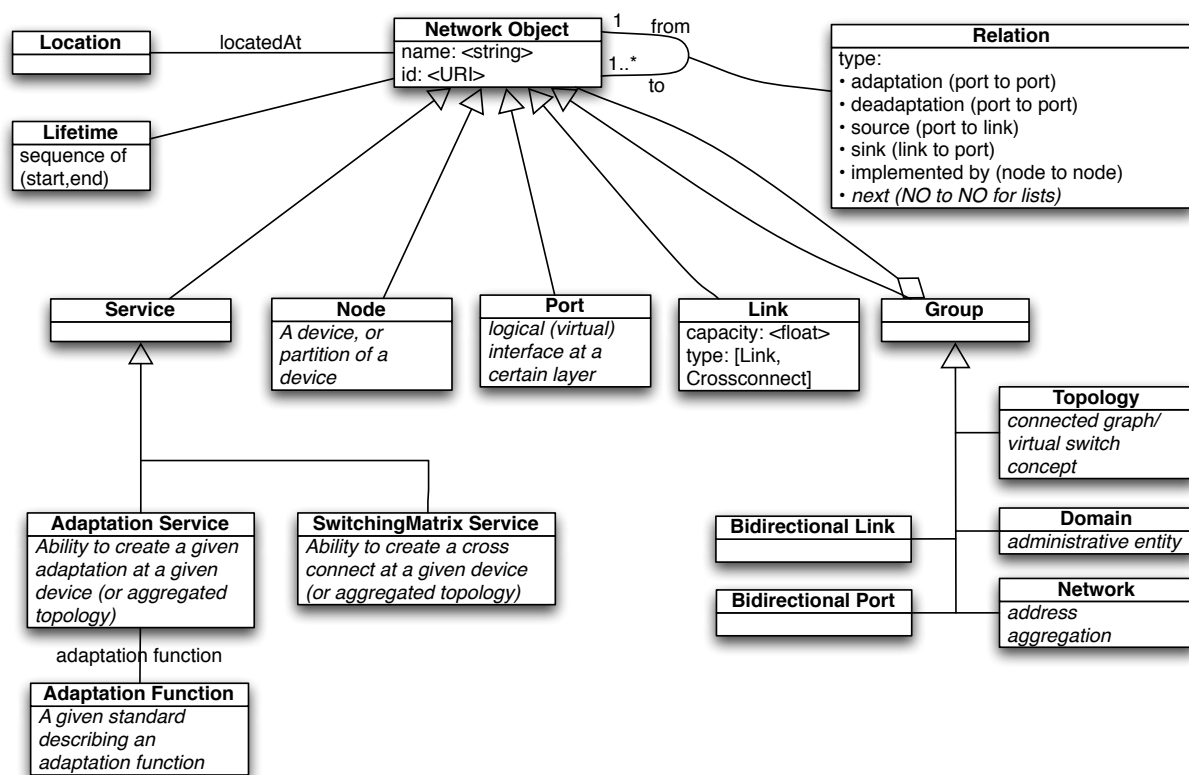 Location
locatedAt
Network Object
name: <string>
id: <URI>
1
from
1..*
to
Relation
type:
• adaptation (port to port)
• deadaptation (port to port)
• source (port to link)
• sink (link to port)
• implemented by (node to node)
• next (NO to NO for lists)
Lifetime
sequence of
(start,end)
Service
Node
A device, or
partition of a
device
Port
logical (virtual)
interface at a
certain layer
Link
capacity: <float>
type: [Link,
Crossconnect]
Group
Topology
connected graph/
virtual switch
concept
Adaptation Service
Ability to create a given
adaptation at a given
device (or aggregated
topology)
SwitchingMatrix Service
Ability to create a cross
connect at a given device
(or aggregated topology)
Bidirectional Link
Domain
administrative entity
Bidirectional Port
Network
address
aggregation
adaptation function
Adaptation Function
A given standard
describing an
adaptation function